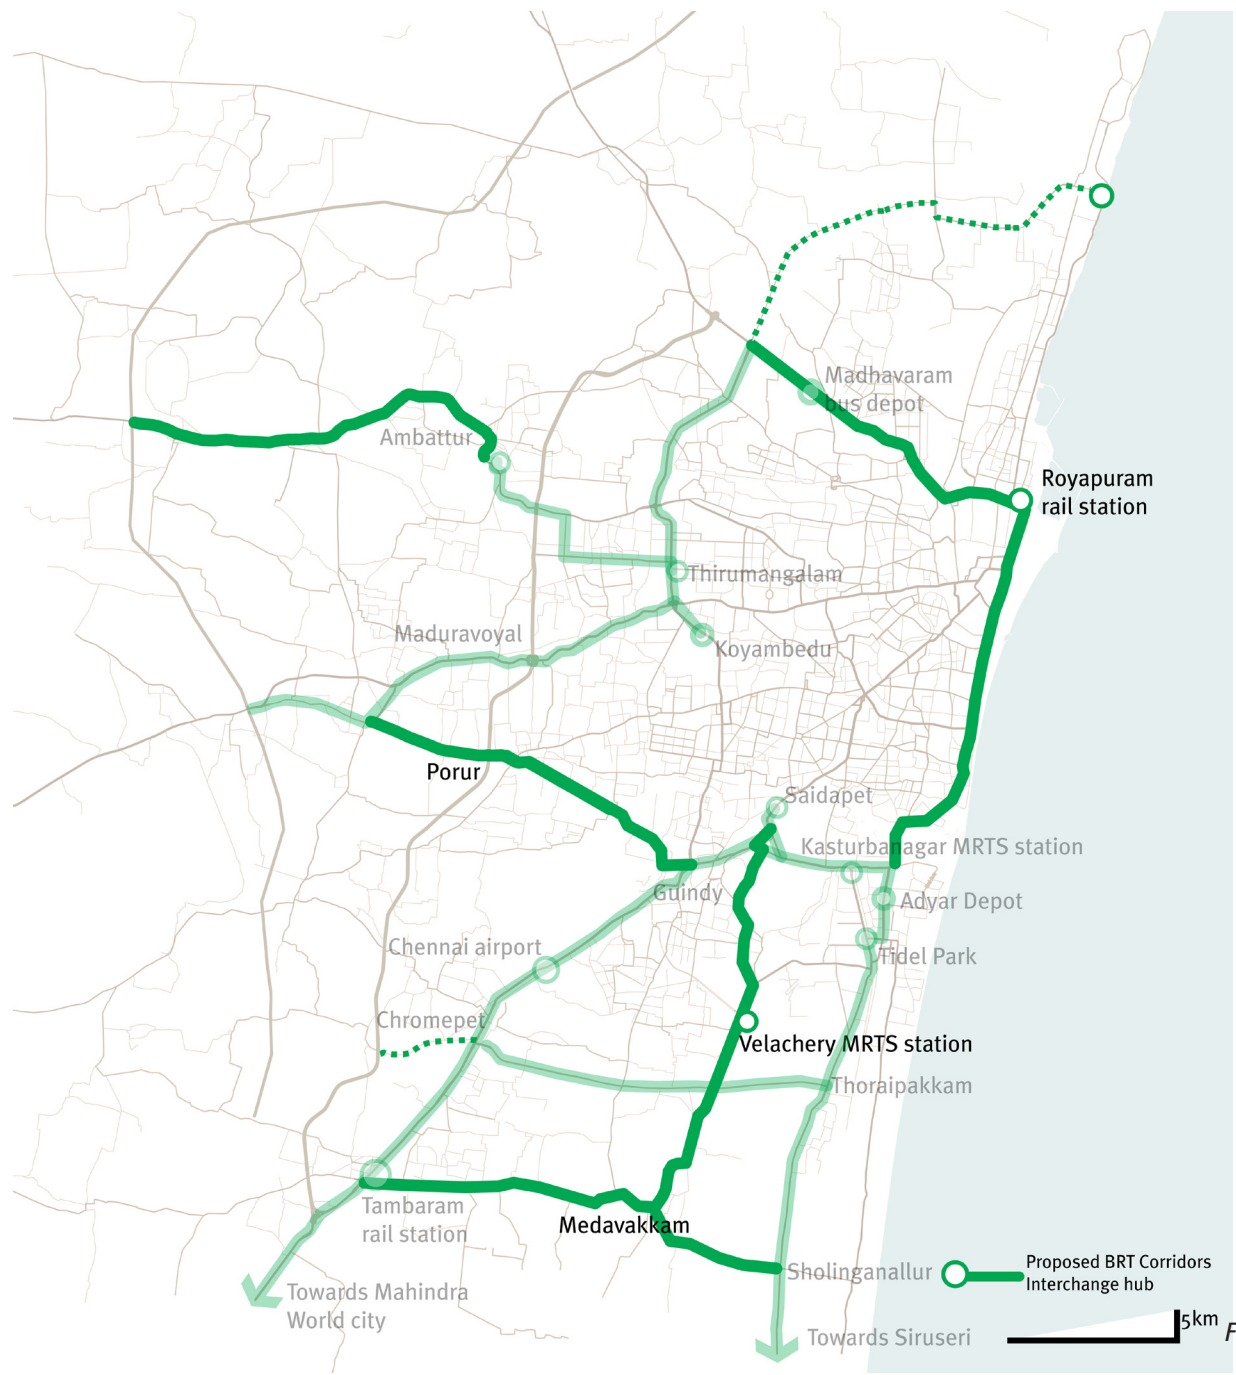 Madhavaram
bus depot
Ambattur
Royapuram
rail station
Thirumangalam
Maduravoyal
Koyambedu
Porur
Saidapet
Kasturbanagar MRTS station
Guindy
Adyar Depot
Chennai airport
Tidel Park
Chromepet
Velachery MRTS station
Thoraipakkam
Tambaram
rail station
Medavakkam
Sholinganallur
Proposed BRT Corridors
Interchange hub
Towards Mahindra
World city
5km
F
Towards Siruseri